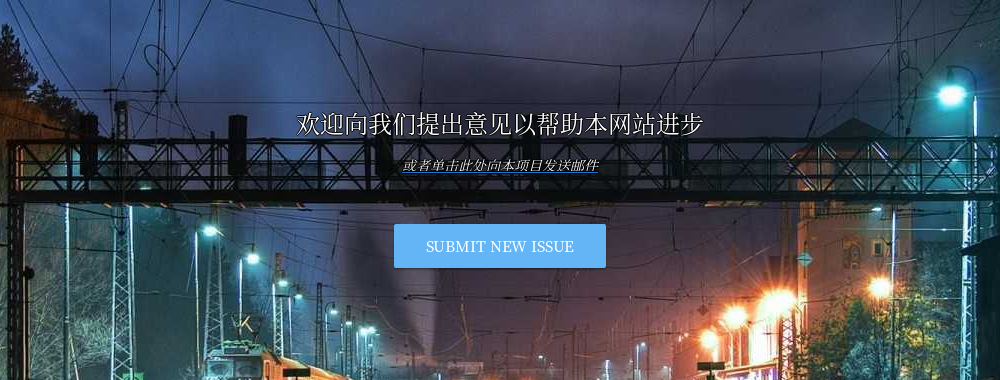 欢迎向我们提出意见以帮助本网站进步
或者单击此处向本项目发送邮件
SUBMIT NEW ISSUE